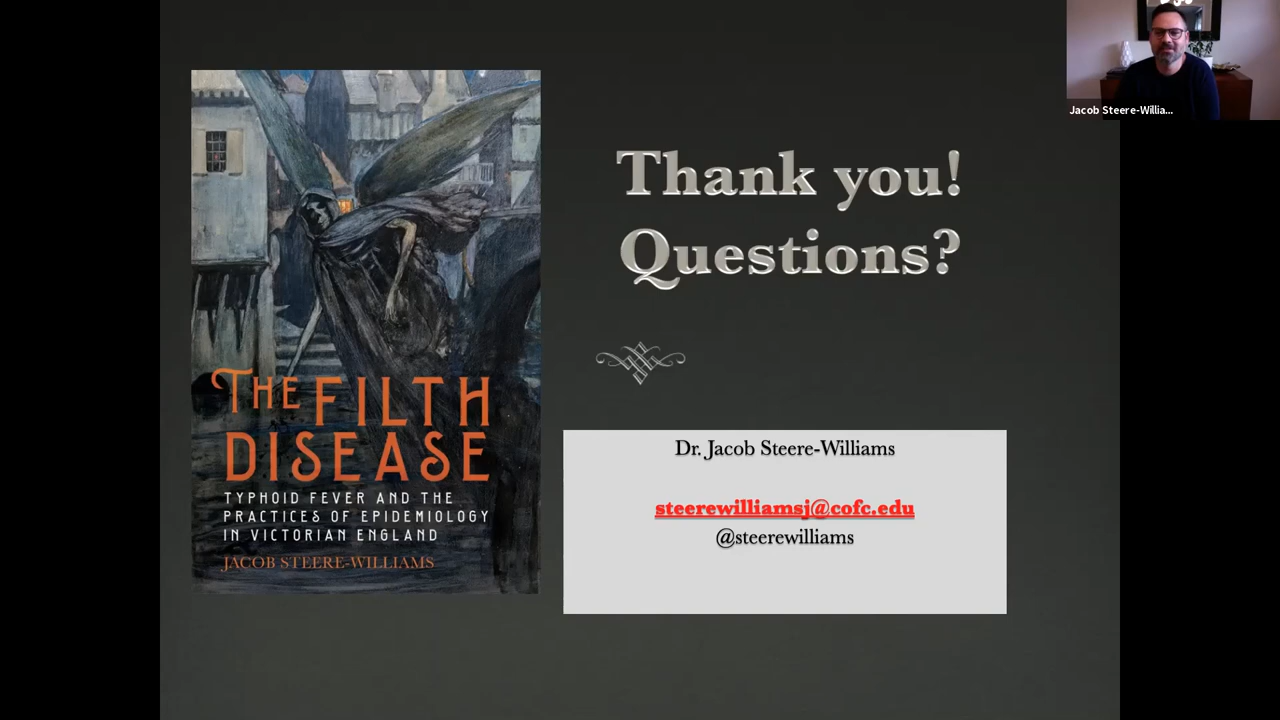 Jacob Steere-Willia...
Thank you!
Questions?
THE FILTH
DISEASE
TYPHOID FEVER AND THE
PRACTICES OF EPIDEMIOLOGY
IN VICTORIAN ENGLAND
JACOB STEERE-WILLIAMS
Dr. Jacob Steere-Williams
steerewilliamsj@cofc.edu
@steerewilliams